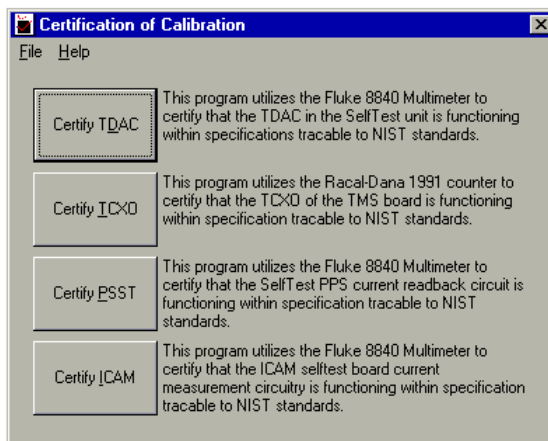 Certification of Calibration
File Help
Certify TDAC
This program utilizes the Fluke 8840 Multimeter to
certify that the TDAC in the SelfTest unit is functioning
within specifications tracable to NIST standards.
Certify TCXO
This program utilizes the Racal-Dana 1991 counter to
certify that the TCXO of the TMS board is functioning
within specification tracable to NIST standards.
Certify PSST
This program utilizes the Fluke 8840 Multimeter to
certify that the SelfTest PPS current readback circuit is
functioning within specification tracable to NIST
standards.
Certify ICAM
This program utilizes the Fluke 8840 Multimeter to
certify that the ICAM selftest board current
measurement circuitry is functioning within specification
tracable to NIST standards.